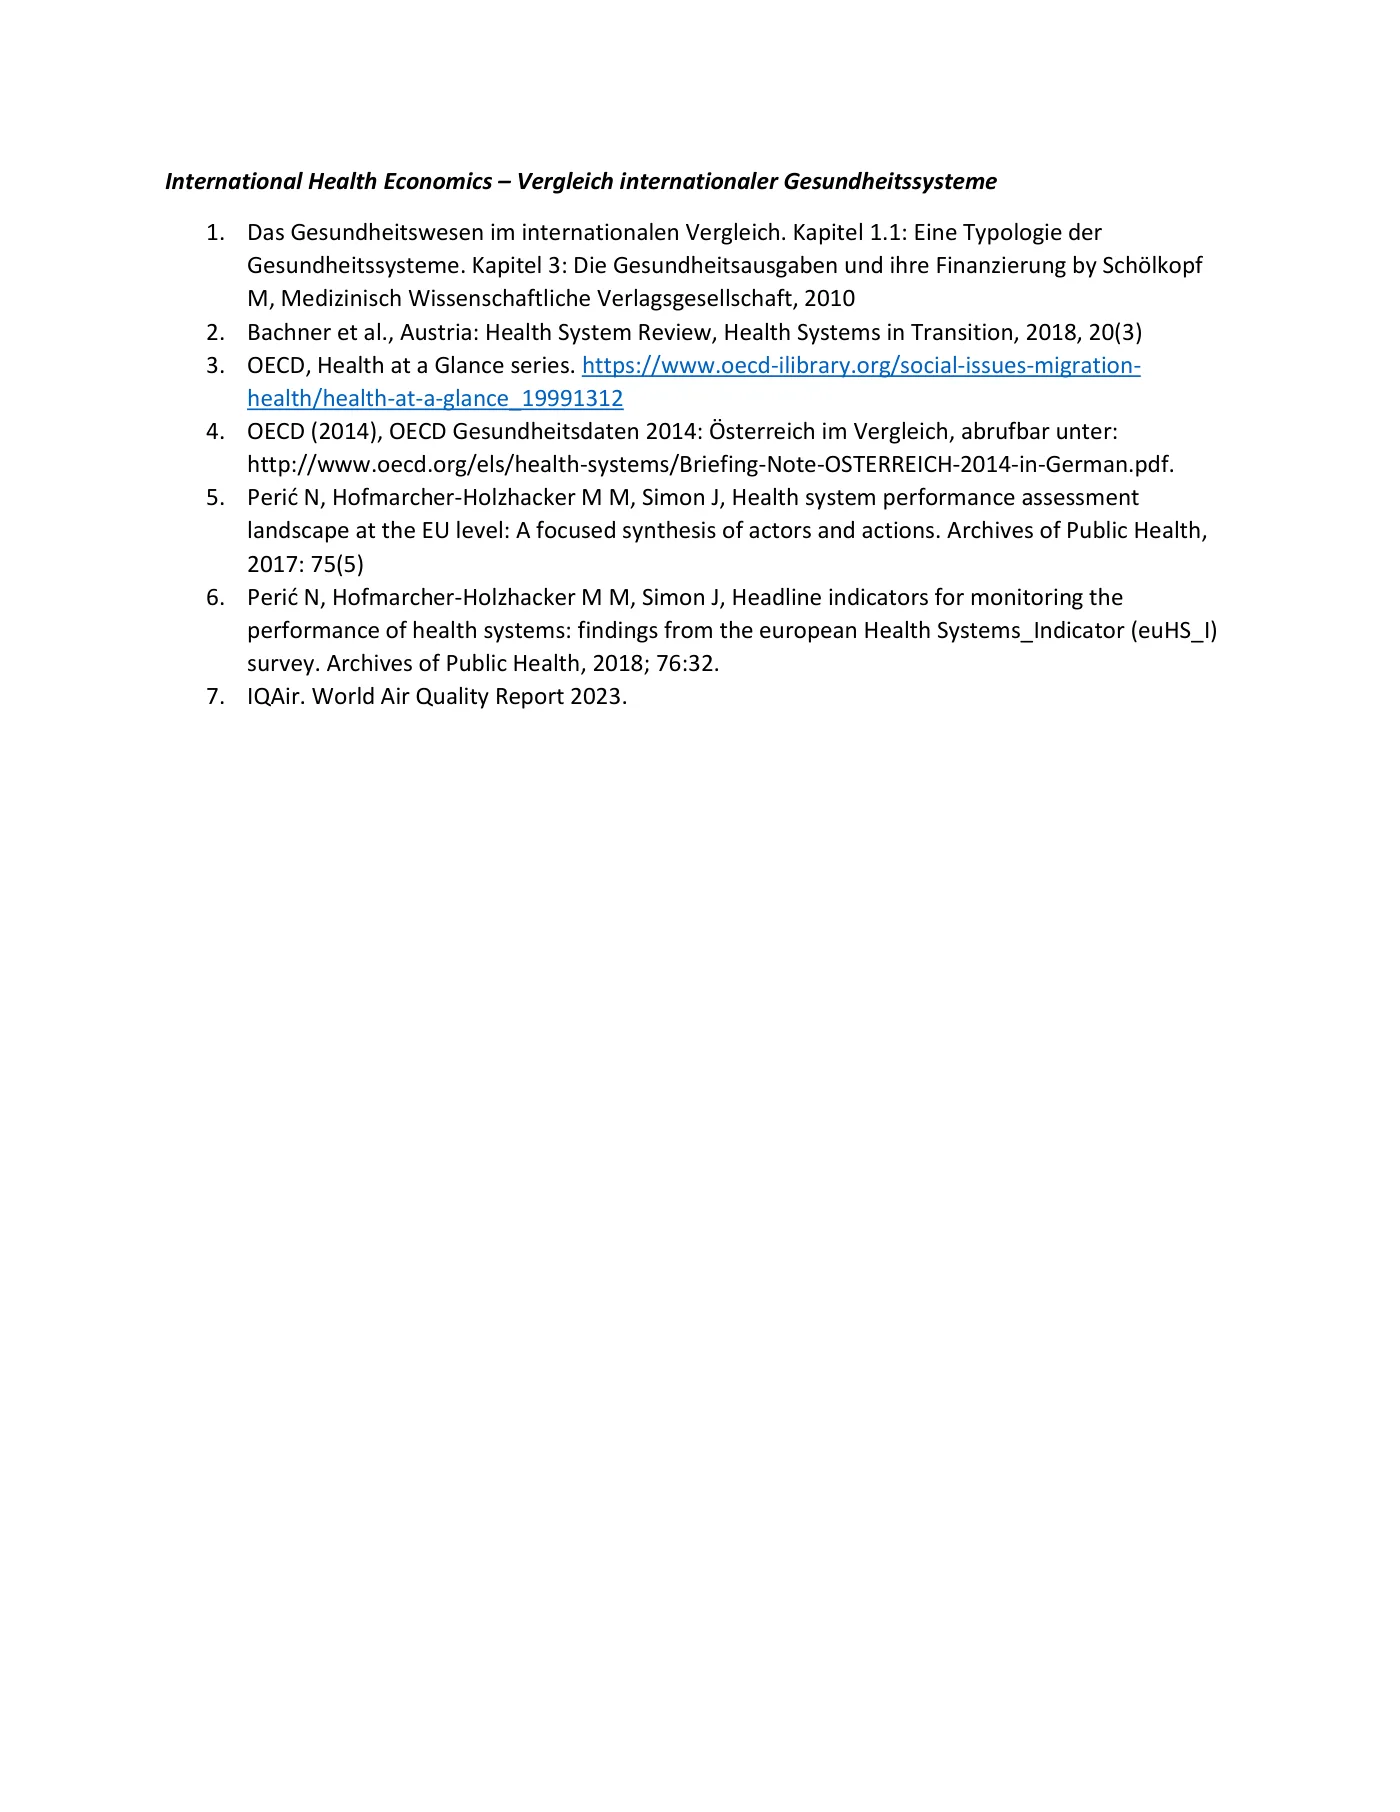 International Health Economics – Vergleich internationaler Gesundheitssysteme
1. Das Gesundheitswesen im internationalen Vergleich. Kapitel 1.1: Eine Typologie der
Gesundheitssysteme. Kapitel 3: Die Gesundheitsausgaben und ihre Finanzierung by Schölkopf
M, Medizinisch Wissenschaftliche Verlagsgesellschaft, 2010
2. Bachner et al., Austria: Health System Review, Health Systems in Transition, 2018, 20(3)
3. OECD, Health at a Glance series. https://www.oecd-ilibrary.org/social-issues-migration-
health/health-at-a-glance_19991312
4. OECD (2014), OECD Gesundheitsdaten 2014: Österreich im Vergleich, abrufbar unter:
http://www.oecd.org/els/health-systems/Briefing-Note-OSTERREICH-2014-in-German.pdf.
5. Perić N, Hofmarcher-Holzhacker M M, Simon J, Health system performance assessment
landscape at the EU level: A focused synthesis of actors and actions. Archives of Public Health,
2017: 75(5)
6. Perić N, Hofmarcher-Holzhacker M M, Simon J, Headline indicators for monitoring the
performance of health systems: findings from the european Health Systems_Indicator (euHS_I)
survey. Archives of Public Health, 2018; 76:32.
7. IQAir. World Air Quality Report 2023.